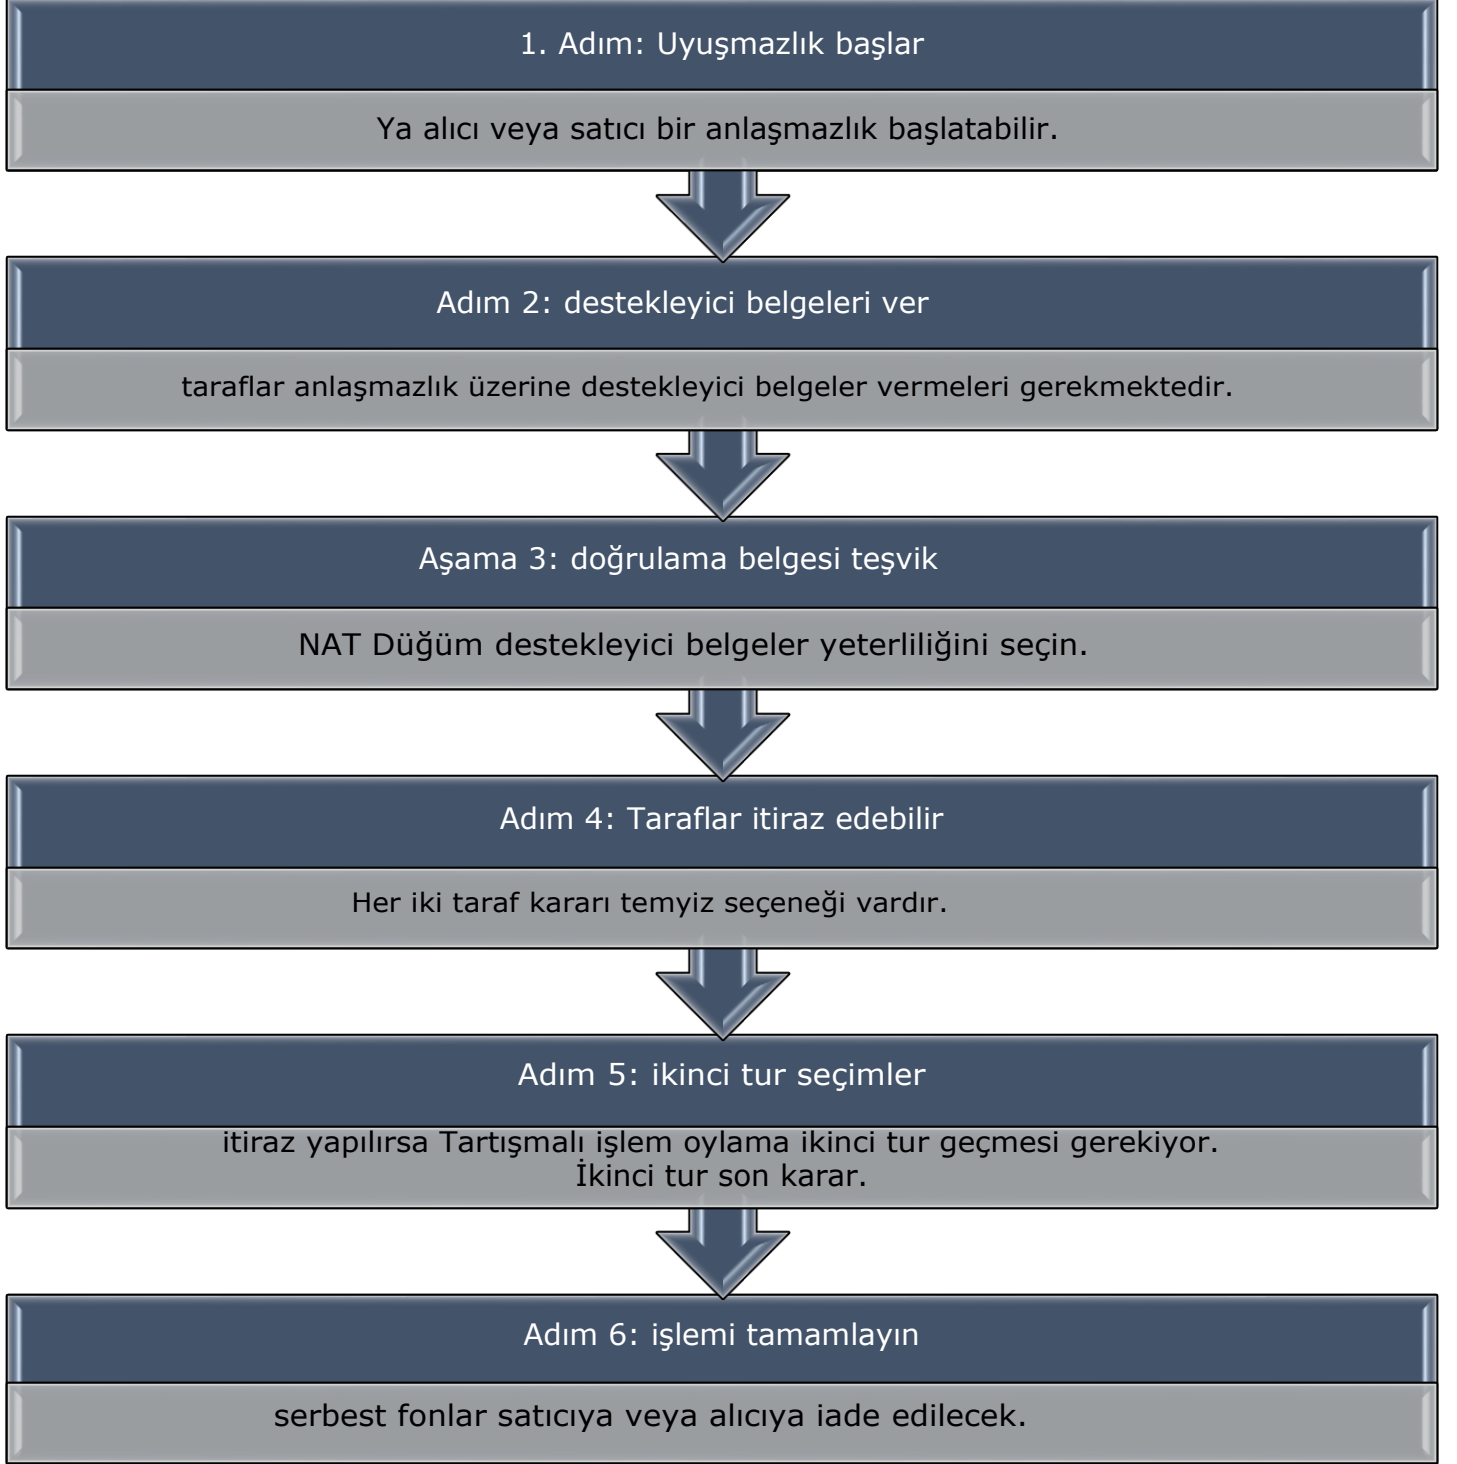 1. Adım: Uyuşmazlık başlar
Ya alıcı veya satıcı bir anlaşmazlık başlatabilir.
Adım 2: destekleyici belgeleri ver
taraflar anlaşmazlık üzerine destekleyici belgeler vermeleri gerekmektedir.
Aşama 3: doğrulama belgesi teşvik
NAT Düğüm destekleyici belgeler yeterliliğini seçin.
Adım 4: Taraflar itiraz edebilir
Her iki taraf kararı temyiz seçeneği vardır.
Adım 5: ikinci tur seçimler
itiraz yapılırsa Tartışmalı işlem oylama ikinci tur geçmesi gerekiyor.
İkinci tur son karar.
Adım 6: işlemi tamamlayın
serbest fonlar satıcıya veya alıcıya iade edilecek.